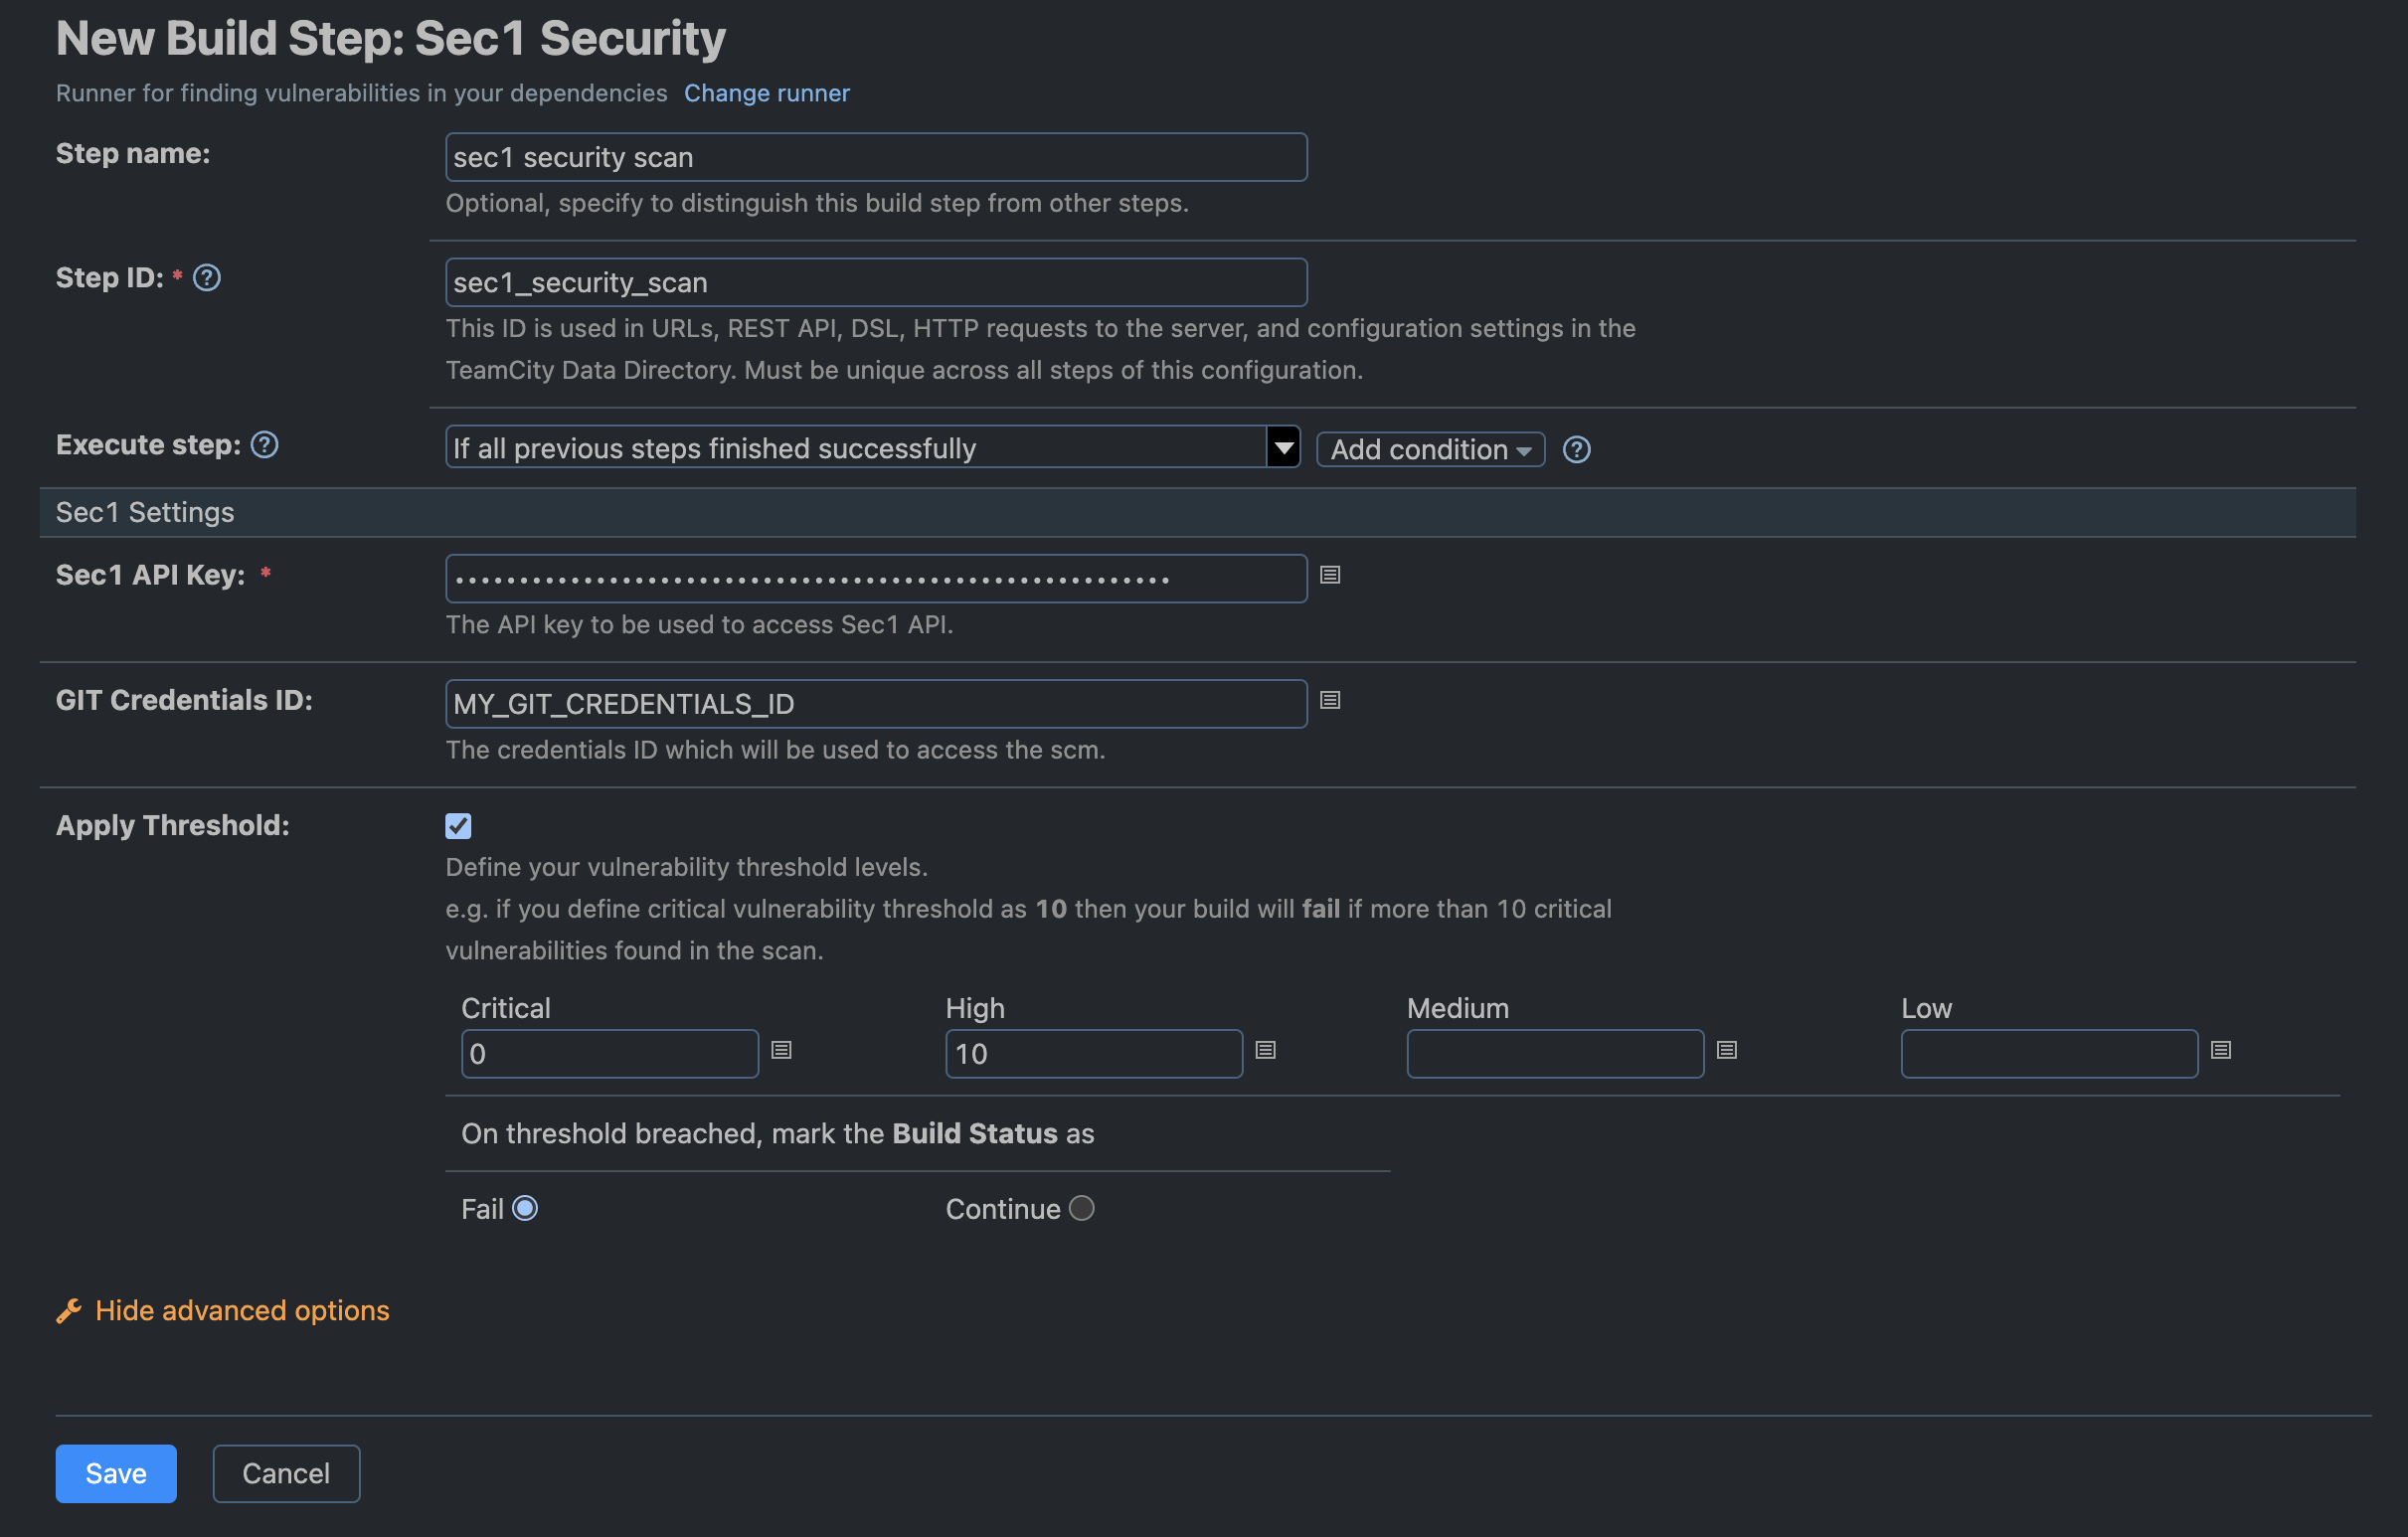 New Build Step: Sec1 Security
Runner for finding vulnerabilities in your dependencies Change runner
Step name:
sec1 security scan
Optional, specify to distinguish this build step from other steps.
Step ID: * ?
sec1_security_scan
This ID is used in URLs, REST API, DSL, HTTP requests to the server, and configuration settings in the
TeamCity Data Directory. Must be unique across all steps of this configuration.
Execute step: ?
If all previous steps finished successfully
Add condition ?
Sec1 Settings
Sec1 API Key: *
The API key to be used to access Sec1 API.
GIT Credentials ID:
MY_GIT_CREDENTIALS_ID
The credentials ID which will be used to access the scm.
Apply Threshold:
Define your vulnerability threshold levels.
e.g. if you define critical vulnerability threshold as 10 then your build will fail if more than 10 critical
vulnerabilities found in the scan.
Critical High Medium Low
0 10
On threshold breached, mark the Build Status as
Fail Continue
Hide advanced options
Save Cancel